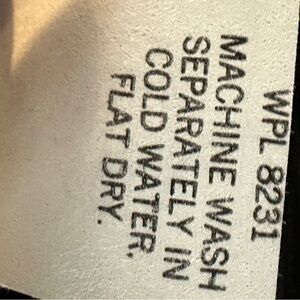 WPL 8231
MACHINE WASH
SEPARATELY IN
COLD WATER.
FLAT DRY.